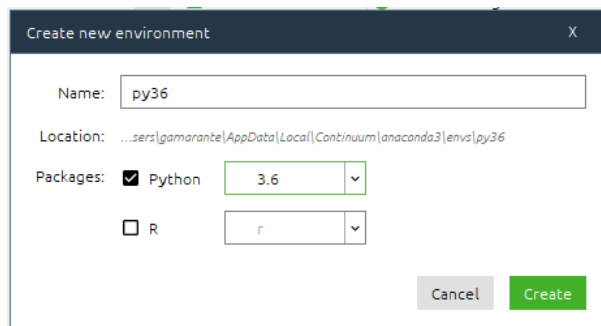 Create new environment X
Name: py36
Location: ...sers\gamarante\AppData\Local\Continuum\anaconda3\envs\py36
Packages: Python 3.6
R r
Cancel Create